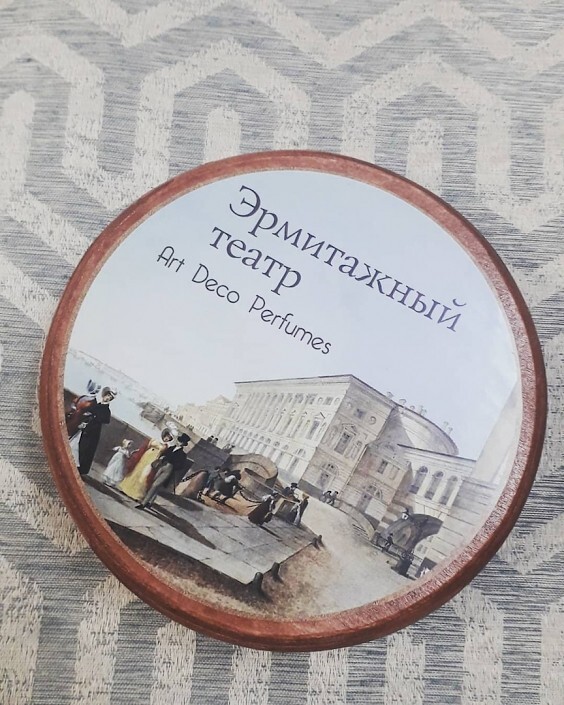 Эрмитажный
театр
Art Deco Perfumes